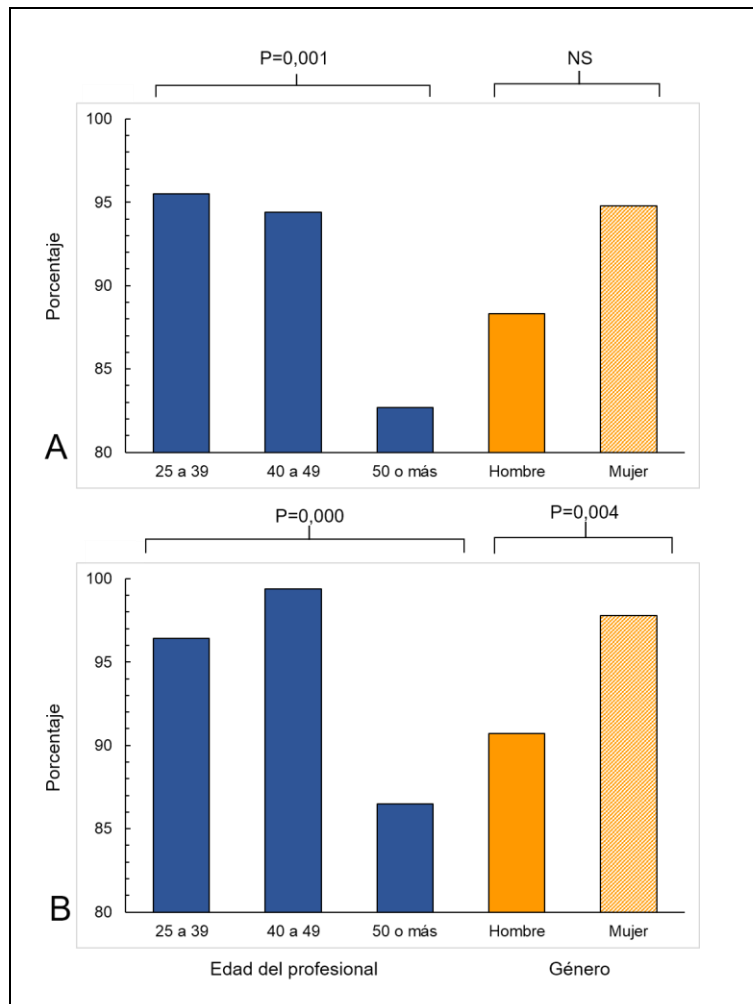 P=0,001 NS
100
95
90
85
80
Porcentaje
A
25 a 39 40 a 49 50 o más Hombre Mujer
P=0,000 P=0,004
100
95
90
85
80
Porcentaje
B
25 a 39 40 a 49 50 o más Hombre Mujer
Edad del profesional Género